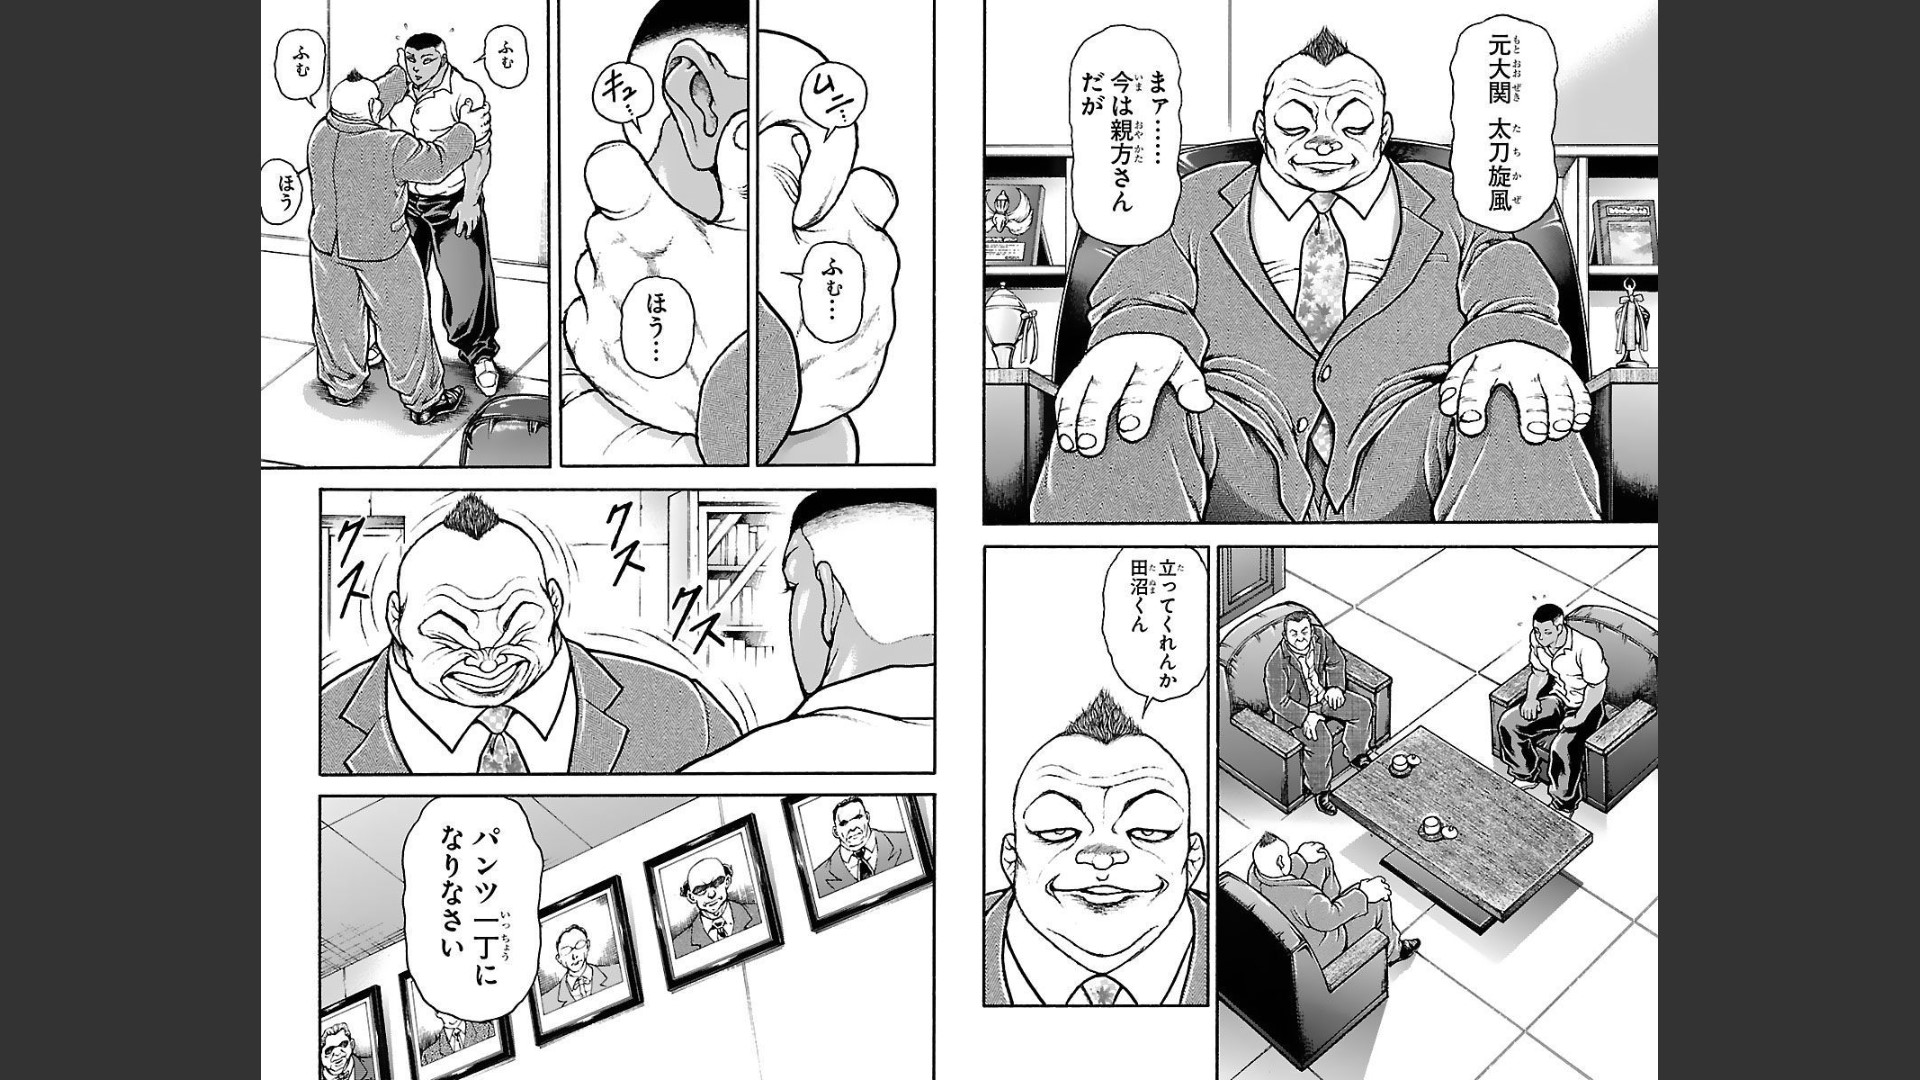 元大関
太刀旋風
まァ……
今は親方さん
だが
立ってくれんか
田沼くん
ムニ…
ふむ…
キュ…
ほう…
ふむ
ふむ
ほう
クス
クス
クス
パンツ一丁に
なりなさい